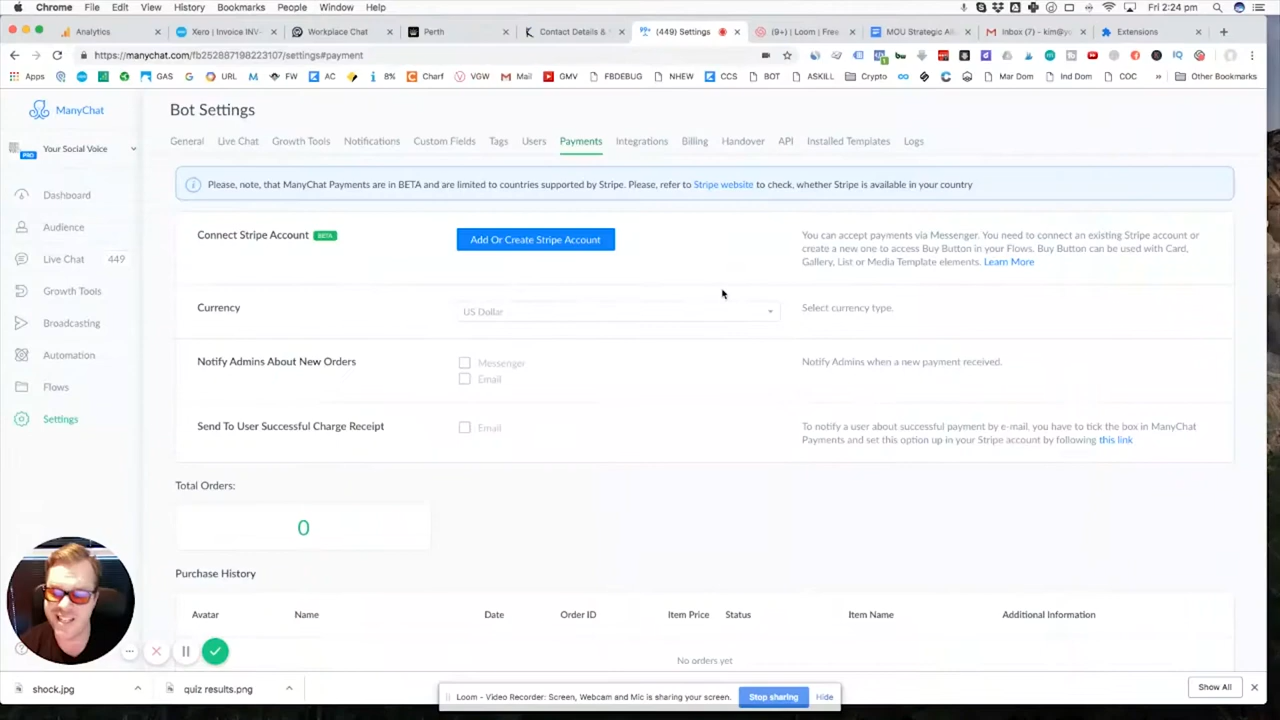 Chrome File Edit View History Bookmarks People Window Help Fri 2:24 pm
Analytics Xero | Invoice INV- Workplace Chat Perth Contact Details & (449) Settings (9+) | Loom | Free MOU Strategic All Inbox (7) - kim@yo Extensions
https://manychat.com/fb252887198223107/settings#payment
Apps GAS URL FW AC 8% Charf VGW Mail GMV FBDEBUG NHEW CCS BOT ASKILL Crypto Mar Dom Ind Dom COC » Other Bookmarks
ManyChat
Bot Settings
Your Social Voice
PRO
General Live Chat Growth Tools Notifications Custom Fields Tags Users Payments Integrations Billing Handover API Installed Templates Logs
Please, note, that ManyChat Payments are in BETA and are limited to countries supported by Stripe. Please, refer to Stripe website to check, whether Stripe is available in your country
Dashboard
Audience
Live Chat 449
Growth Tools
Broadcasting
Automation
Flows
Settings
Connect Stripe Account BETA
Add Or Create Stripe Account
You can accept payments via Messenger. You need to connect an existing Stripe account or
create a new one to access Buy Button in your Flows. Buy Button can be used with Card,
Gallery, List or Media Template elements. Learn More
Currency
US Dollar
Select currency type.
Notify Admins About New Orders
Messenger
Email
Notify Admins when a new payment received.
Send To User Successful Charge Receipt
Email
To notify a user about successful payment by e-mail, you have to tick the box in ManyChat
Payments and set this option up in your Stripe account by following this link
Total Orders:
0
Purchase History
Avatar Name Date Order ID Item Price Status Item Name Additional Information
No orders yet
shock.jpg
quiz results.png
Loom - Video Recorder: Screen, Webcam and Mic is sharing your screen. Stop sharing Hide
Show All